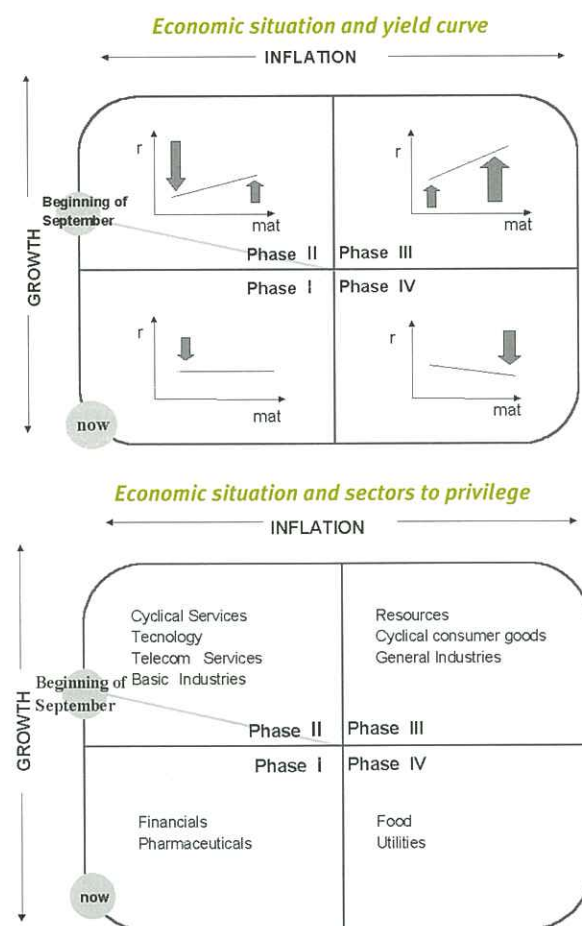 Economic situation and yield curve
INFLATION
GROWTH
r
mat
r
mat
Beginning of
September
Phase II
Phase III
Phase I
Phase IV
r
mat
r
mat
now
Economic situation and sectors to privilege
INFLATION
GROWTH
Cyclical Services
Tecnology
Telecom Services
Basic Industries
Resources
Cyclical consumer goods
General Industries
Beginning of
September
Phase II
Phase III
Phase I
Phase IV
Financials
Pharmaceuticals
Food
Utilities
now